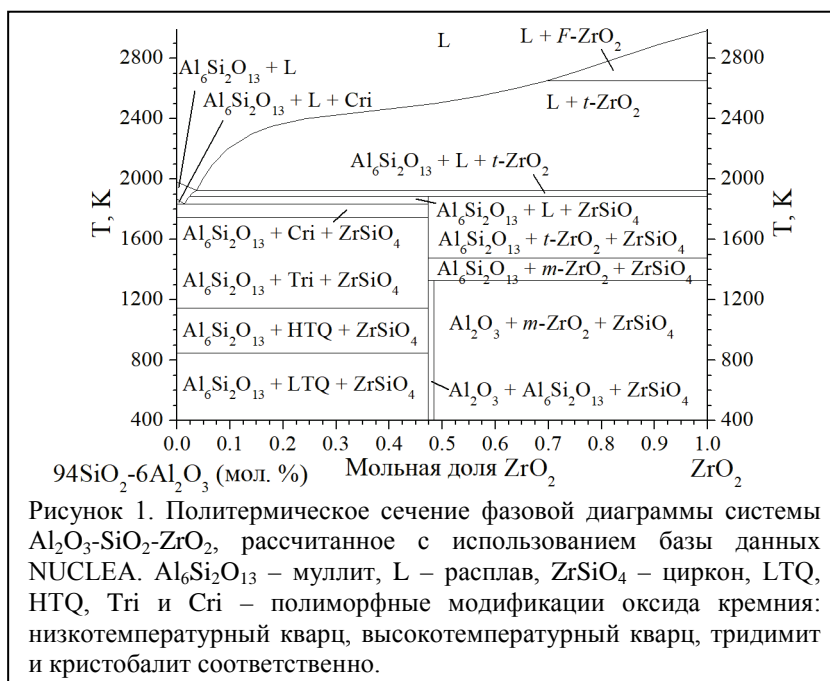 L
L + F-ZrO₂
2800
2800
Al₆Si₂O₁₃ + L
Al₆Si₂O₁₃ + L + Cri
L + t-ZrO₂
2400
2400
Al₆Si₂O₁₃ + L + t-ZrO₂
2000
2000
T, K
T, K
Al₆Si₂O₁₃ + L + ZrSiO₄
Al₆Si₂O₁₃ + Cri + ZrSiO₄
Al₆Si₂O₁₃ + t-ZrO₂ + ZrSiO₄
1600
1600
Al₆Si₂O₁₃ + m-ZrO₂ + ZrSiO₄
Al₆Si₂O₁₃ + Tri + ZrSiO₄
1200
1200
Al₂O₃ + m-ZrO₂ + ZrSiO₄
Al₆Si₂O₁₃ + HTQ + ZrSiO₄
800
800
Al₆Si₂O₁₃ + LTQ + ZrSiO₄
Al₂O₃ + Al₆Si₂O₁₃ + ZrSiO₄
400
400
0.0 0.1 0.2 0.3 0.4 0.5 0.6 0.7 0.8 0.9 1.0
94SiO₂-6Al₂O₃ (мол. %) Мольная доля ZrO₂ ZrO₂
Рисунок 1. Политермическое сечение фазовой диаграммы системы
Al₂O₃-SiO₂-ZrO₂, рассчитанное с использованием базы данных
NUCLEA. Al₆Si₂O₁₃ – муллит, L – расплав, ZrSiO₄ – циркон, LTQ,
HTQ, Tri и Cri – полиморфные модификации оксида кремния:
низкотемпературный кварц, высокотемпературный кварц, тридимит
и кристобалит соответственно.